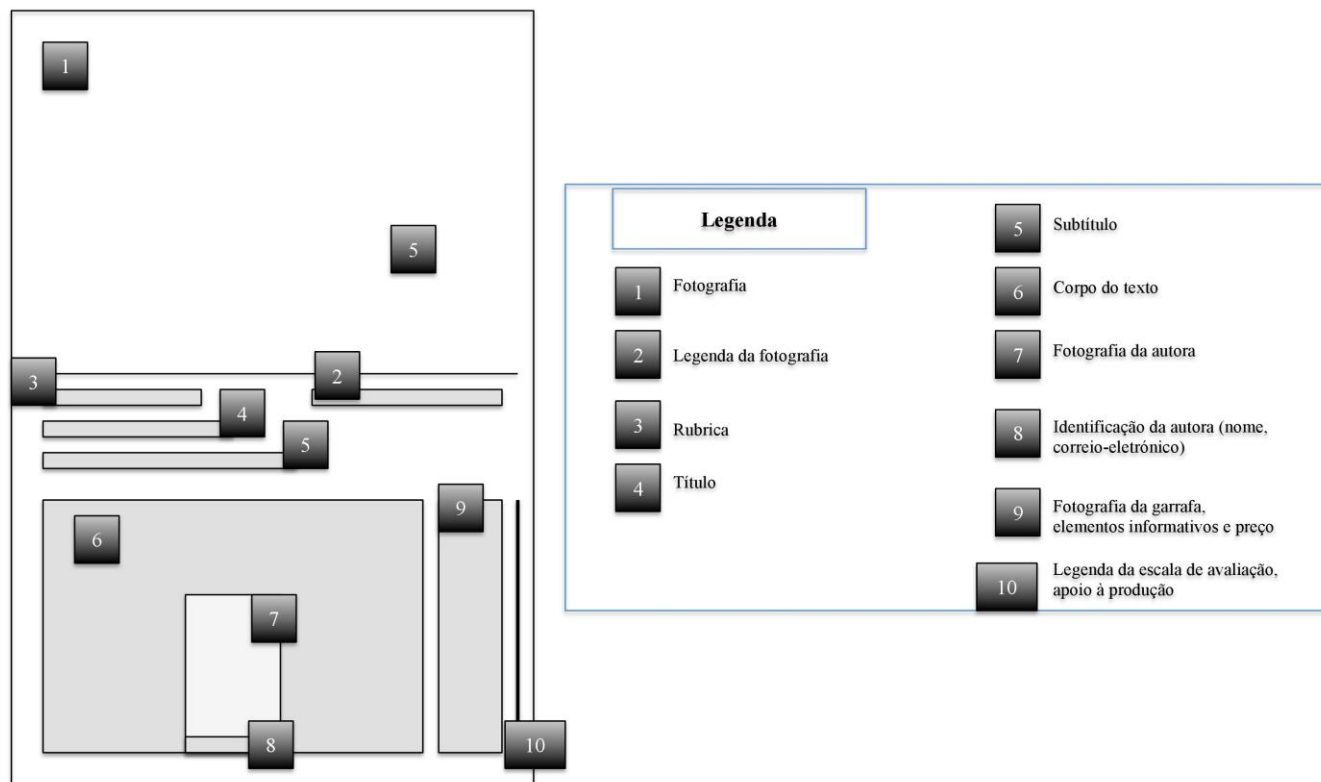 1
5
3
2
4
5
9
6
7
8
10
Legenda
1 Fotografia
2 Legenda da fotografia
3 Rubrica
4 Título
5 Subtítulo
6 Corpo do texto
7 Fotografia da autora
8 Identificação da autora (nome,
correio-eletrónico)
9 Fotografia da garrafa,
elementos informativos e preço
10 Legenda da escala de avaliação,
apoio à produção